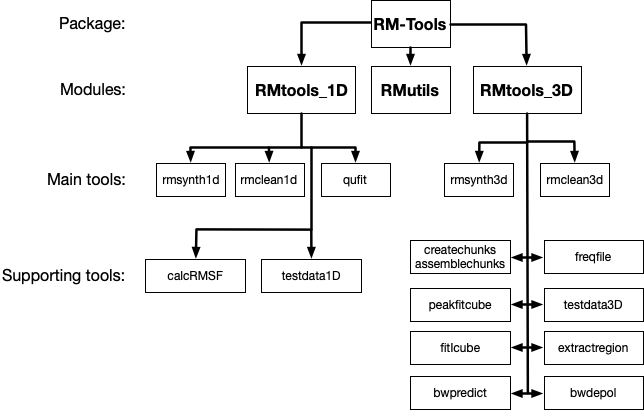 Package:
RM-Tools
Modules:
RMtools_1D
RMutils
RMtools_3D
Main tools:
rmsynth1d
rmclean1d
qufit
rmsynth3d
rmclean3d
Supporting tools:
calcRMSF
testdata1D
createchunks
assemblechunks
freqfile
peakfitcube
testdata3D
fitIcube
extractregion
bwpredict
bwdepol